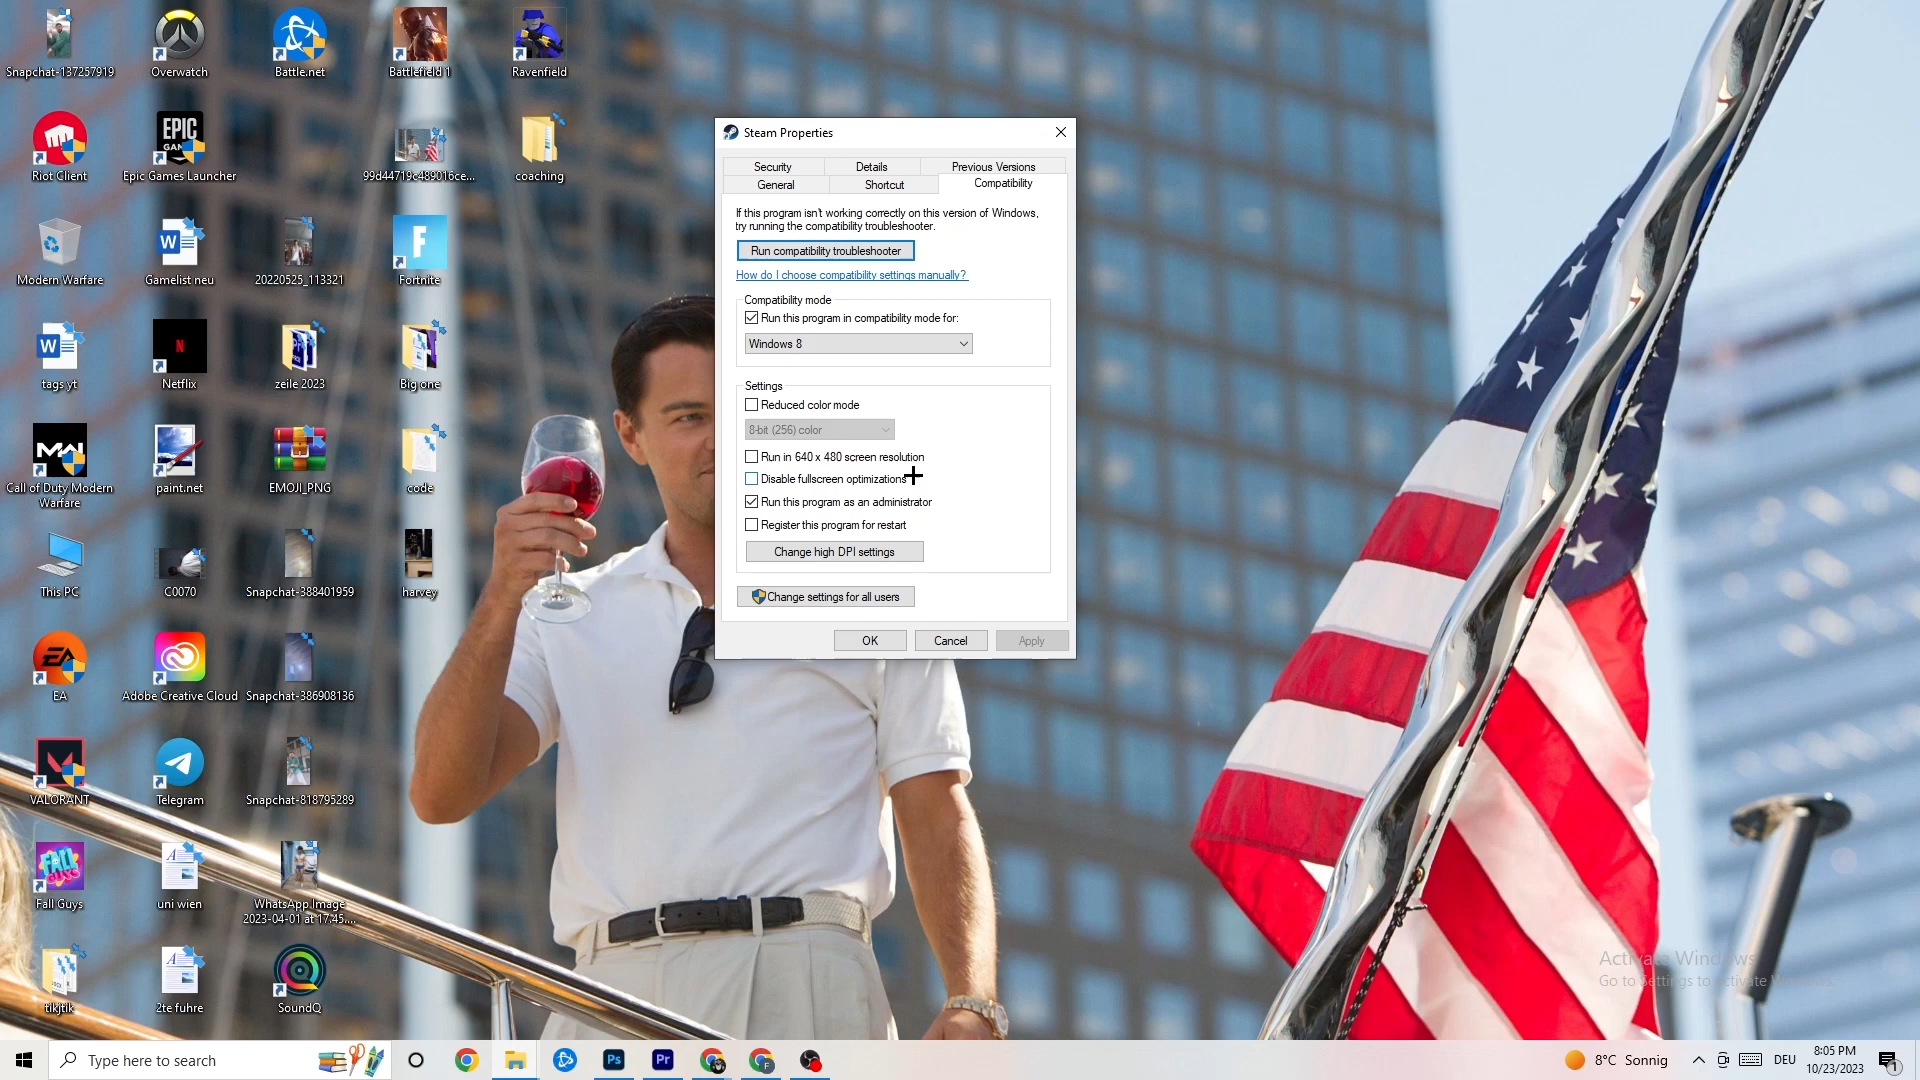 Snapchat-137257919
Overwatch
Battle.net
Battlefield 1
Ravenfield
Riot Client
EPIC
Epic Games Launcher
99d44719c489016ce...
coaching
Modern Warfare
W
Gamelist neu
20220525_113321
F
Fortnite
W
tags yt
N
Netflix
zeile 2023
Big one
Call of Duty Modern
Warfare
paint.net
EMOJI_PNG
code
This PC
C0070
Snapchat-388401959
harvey
EA
EA
Adobe Creative Cloud
Snapchat-386908136
VALORANT
Telegram
Snapchat-818795289
FALL
GUYS
Fall Guys
uni wien
WhatsApp Image
2023-04-01 at 17.45....
tikjtik
2te fuhre
SoundQ
Steam Properties
Security
Details
Previous Versions
General
Shortcut
Compatibility
If this program isn't working correctly on this version of Windows,
try running the compatibility troubleshooter.
Run compatibility troubleshooter
How do I choose compatibility settings manually?
Compatibility mode
Run this program in compatibility mode for:
Windows 8
Settings
Reduced color mode
8-bit (256) color
Run in 640 x 480 screen resolution
Disable fullscreen optimizations
Run this program as an administrator
Register this program for restart
Change high DPI settings
Change settings for all users
OK
Cancel
Apply
Activate Windows
Go to Settings to activate
Type here to search
Ps
Pr
F
8°C Sonnig
DEU
8:05 PM
10/23/2023
1